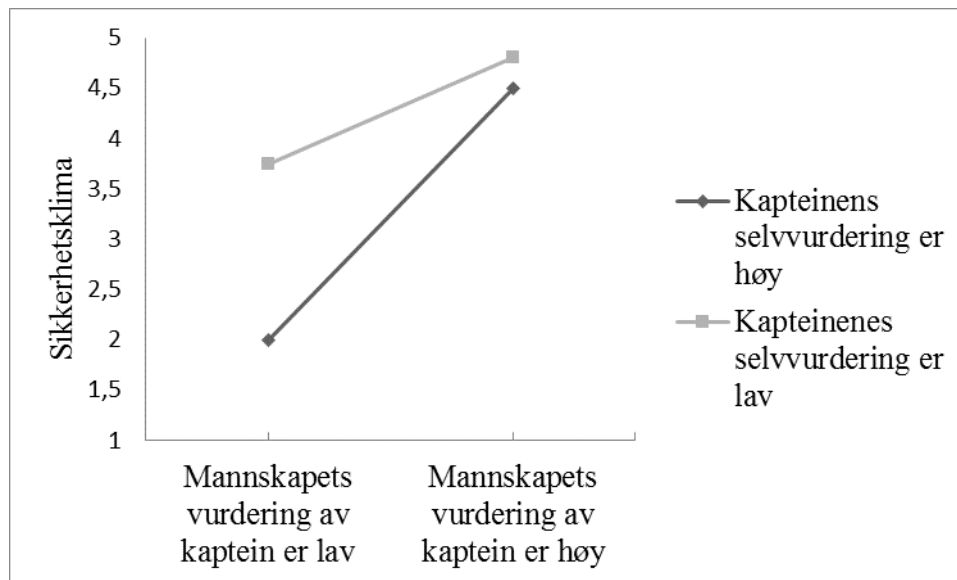 Sikkerhetsklima
5
4,5
4
3,5
3
2,5
2
1,5
1
Mannskapets
vurdering av
kaptein er lav
Mannskapets
vurdering av
kaptein er høy
Kapteinens
selvvurdering er
høy
Kapteinenes
selvvurdering er
lav